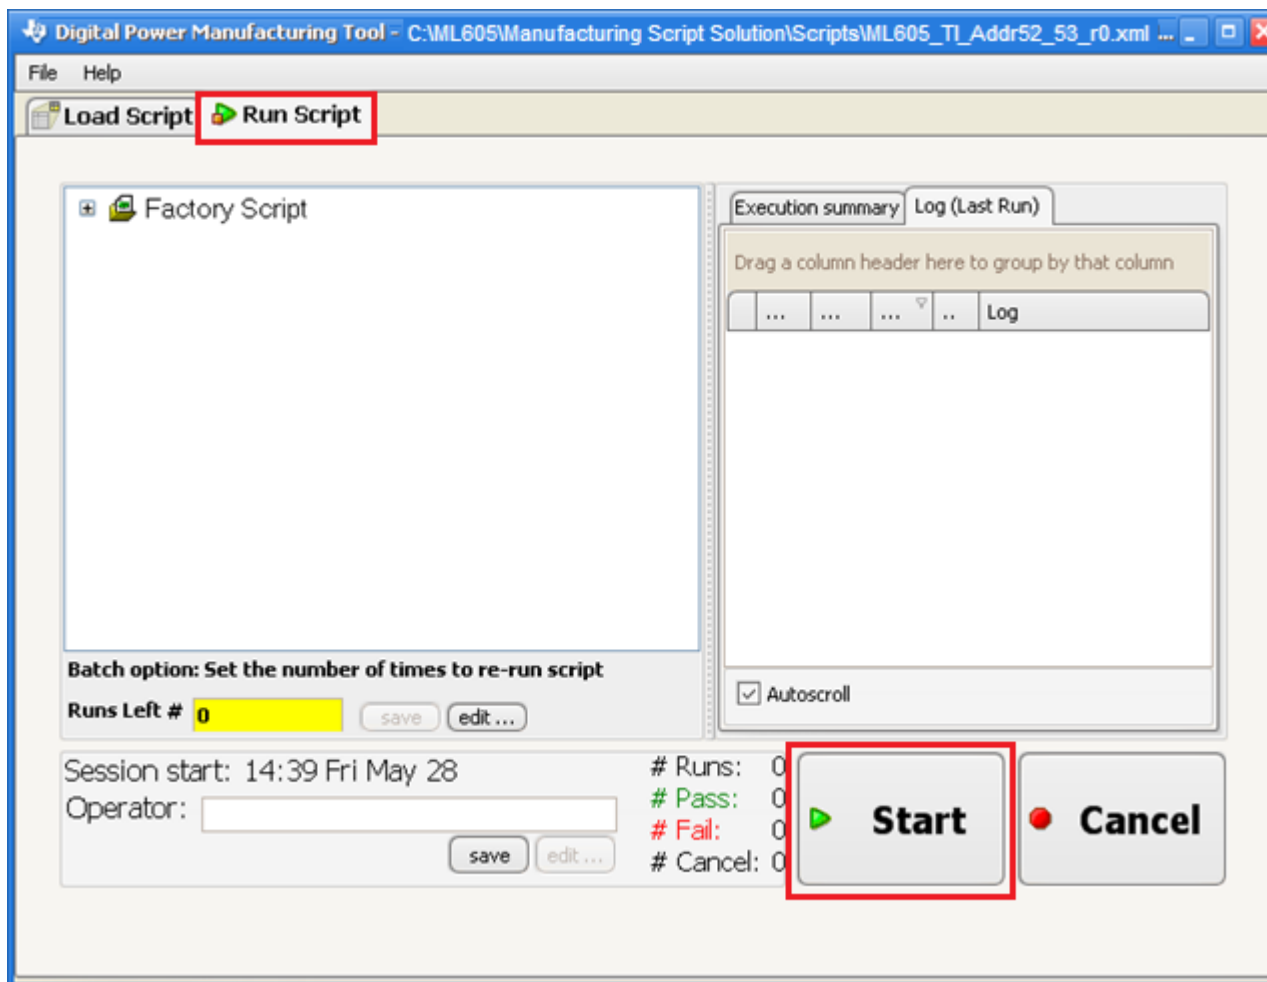 Digital Power Manufacturing Tool - C:\ML605\Manufacturing Script Solution\Scripts\ML605_TI_Addr52_53_r0.xml ...
File Help
Load Script Run Script
Factory Script
Execution summary Log (Last Run)
Drag a column header here to group by that column
... ... ... .. Log
Batch option: Set the number of times to re-run script
Autoscroll
Runs Left # 0 save edit ...
Session start: 14:39 Fri May 28
Operator:
save edit ...
# Runs: 0
# Pass: 0
# Fail: 0
# Cancel: 0
Start Cancel